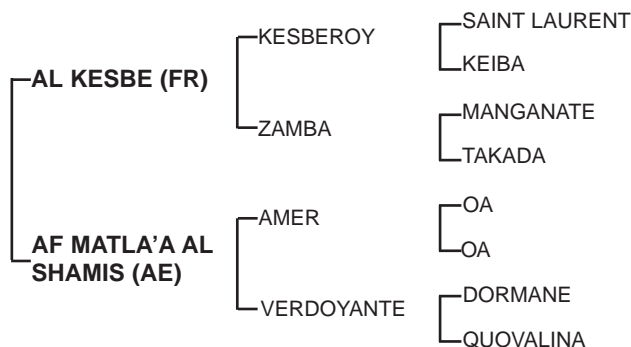 SAINT LAURENT
KESBEROY
KEIBA
AL KESBE (FR)
MANGANATE
ZAMBA
TAKADA
OA
AMER
OA
AF MATLA'A AL
SHAMIS (AE)
DORMANE
VERDOYANTE
QUOVALINA